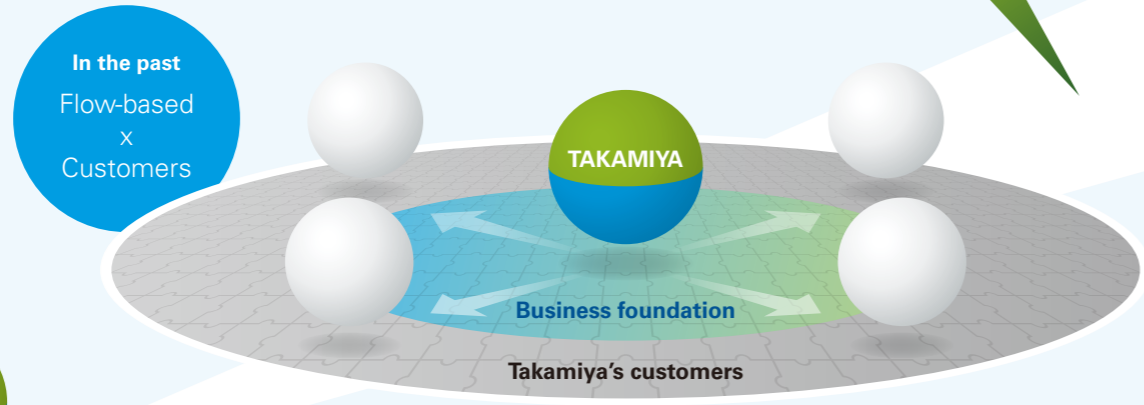 In the past
Flow-based
x
Customers
TAKAMIYA
Business foundation
Takamiya’s customers